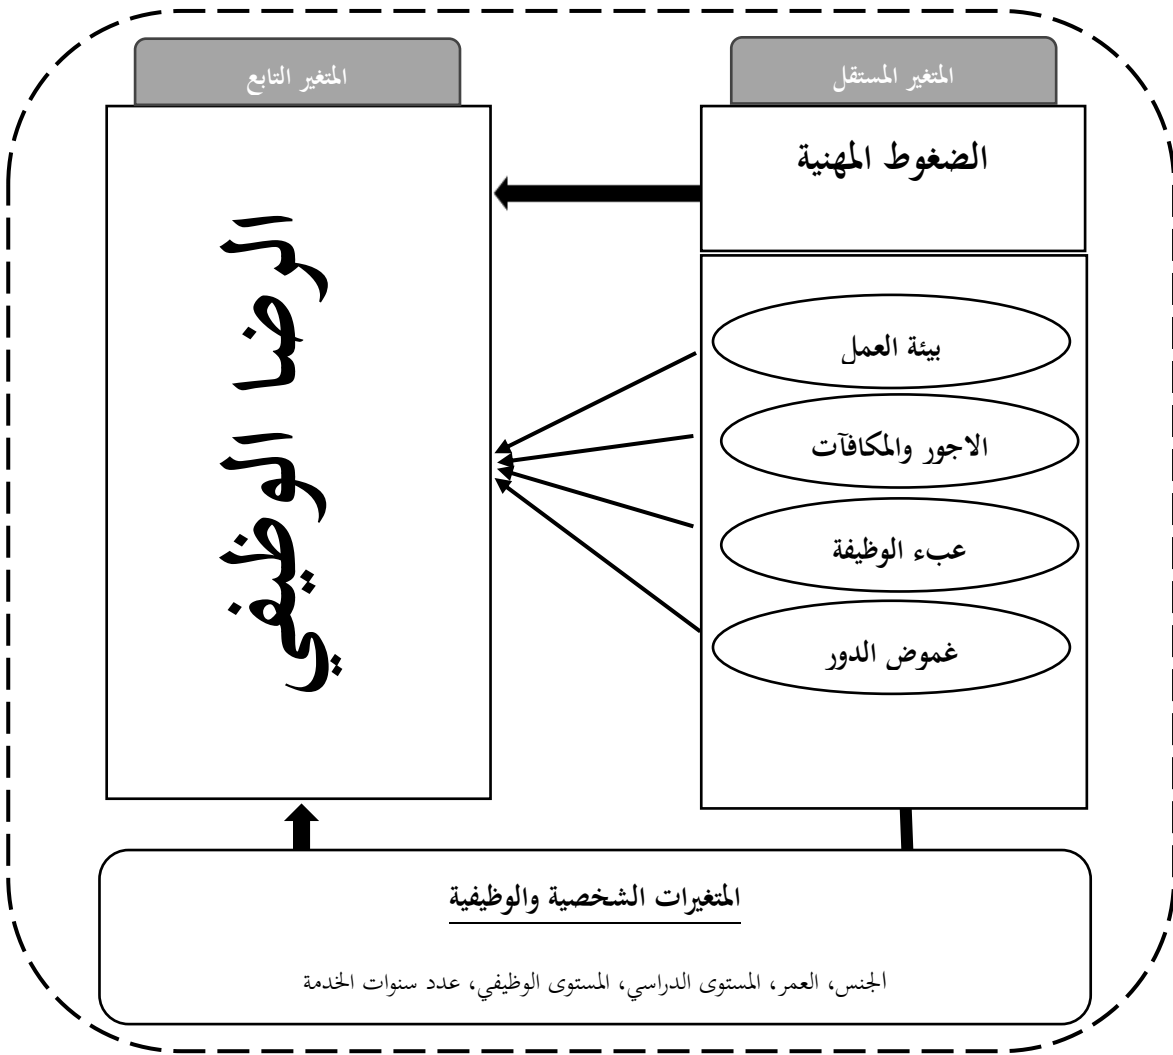 المتغير المستقل
المتغير التابع
الضغوط المهنية
الرضا الوظيفي
بيئة العمل
الاجور والمكافآت
عبء الوظيفة
غموض الدور
المتغيرات الشخصية والوظيفية
الجنس، العمر، المستوى الدراسي، المستوى الوظيفي، عدد سنوات الخدمة